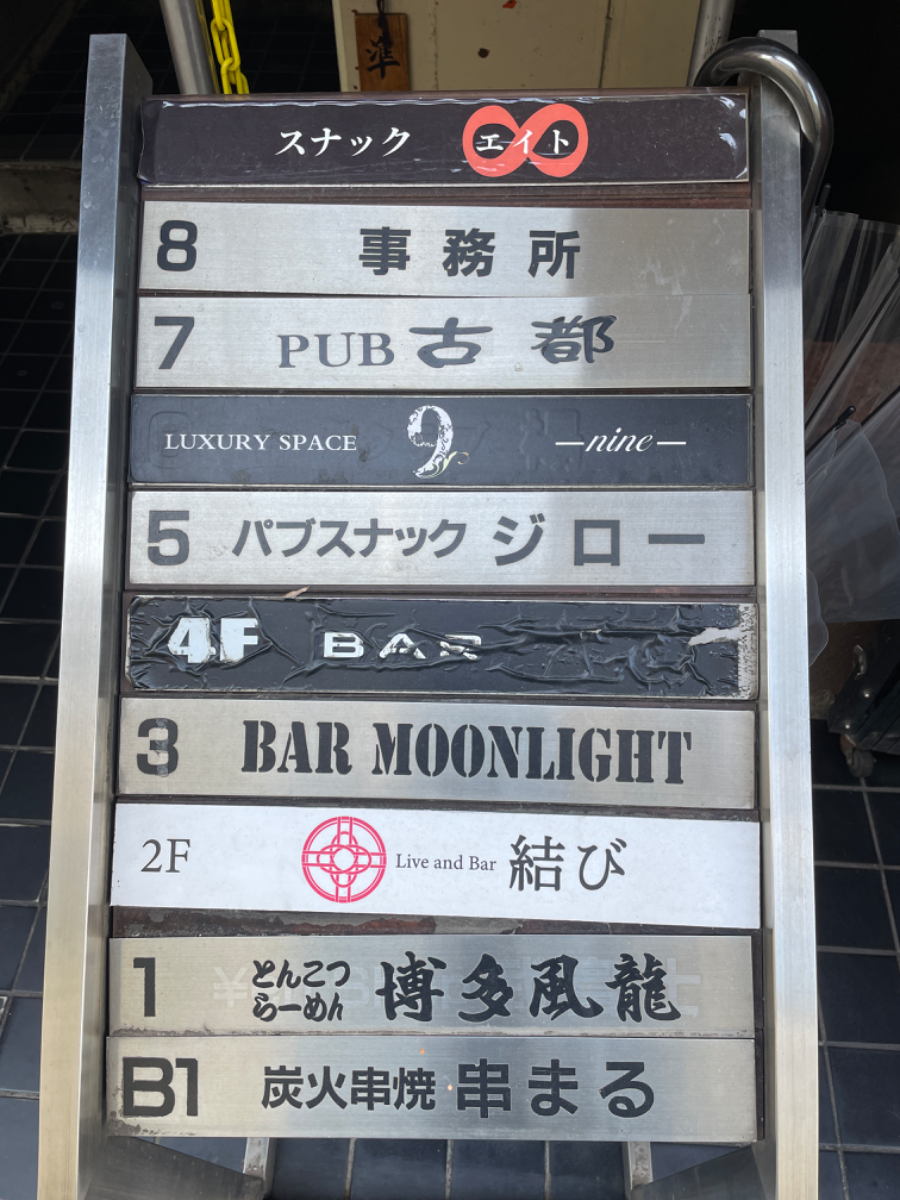 準
スナック エイト
8 事務所
7 PUB 古都
LUXURY SPACE 9 —nine—
5 パブスナック ジロー
4F BAR
3 BAR MOONLIGHT
2F Live and Bar 結び
1 とんこつ
らーめん 博多風龍
B1 炭火串焼 串まる